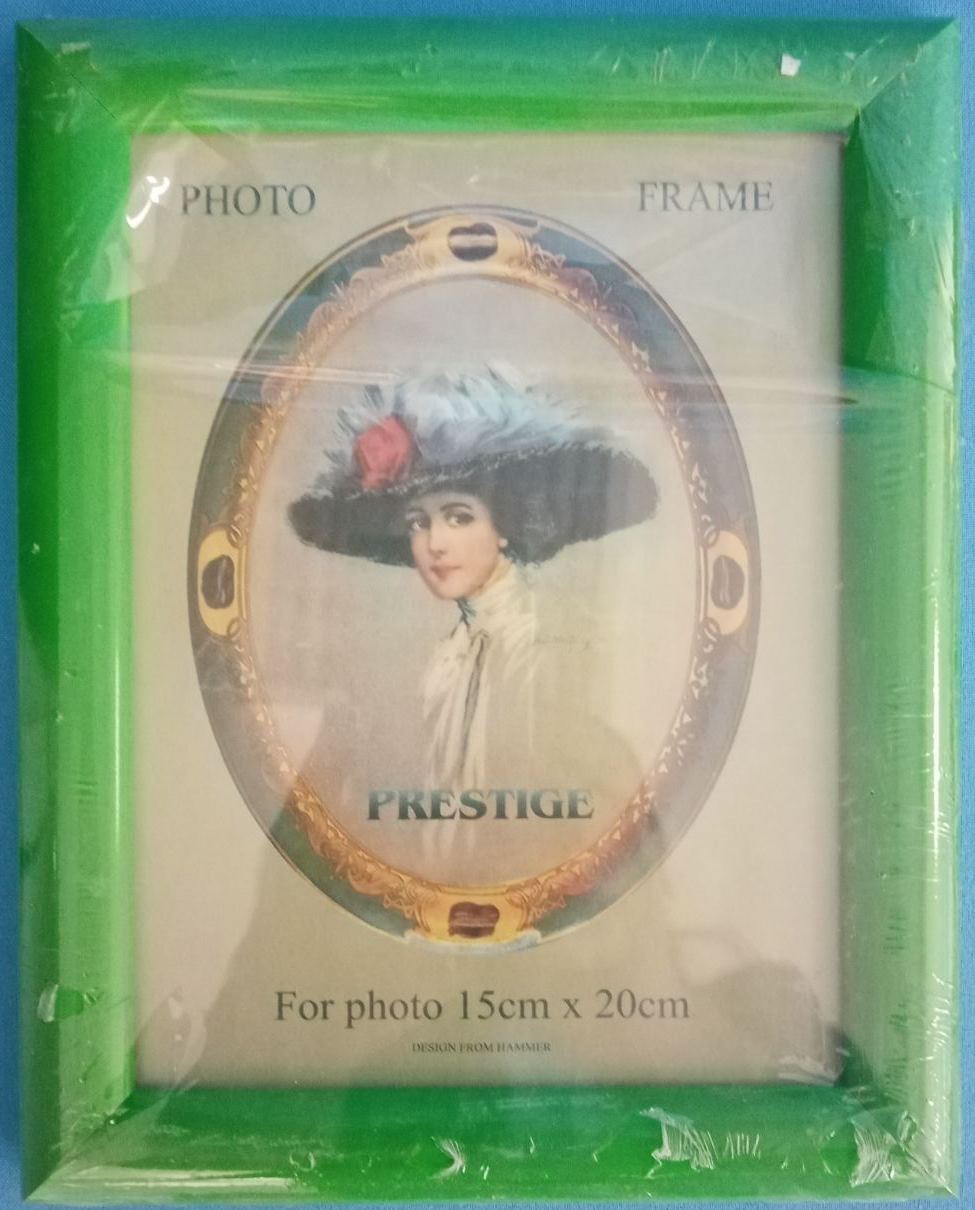 PHOTO FRAME
PRESTIGE
For photo 15cm x 20cm
DESIGN FROM HAMMER